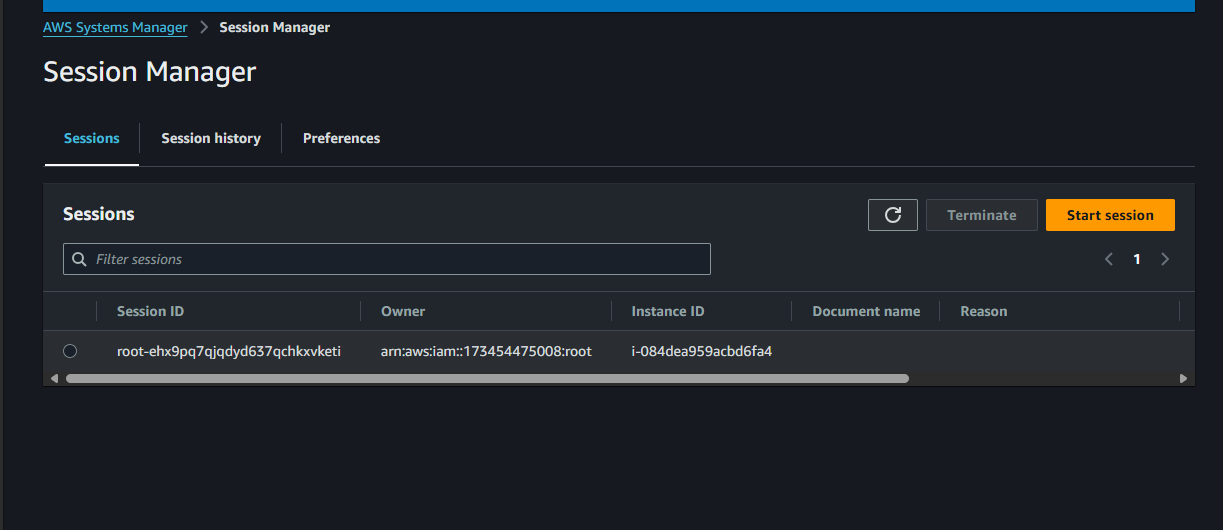 AWS Systems Manager > Session Manager
Session Manager
Sessions Session history Preferences
Sessions Terminate Start session
Filter sessions 1
Session ID Owner Instance ID Document name Reason
root-ehx9pq7qjqdyd637qchkxvketi arn:aws:iam::173454475008:root i-084dea959acbd6fa4